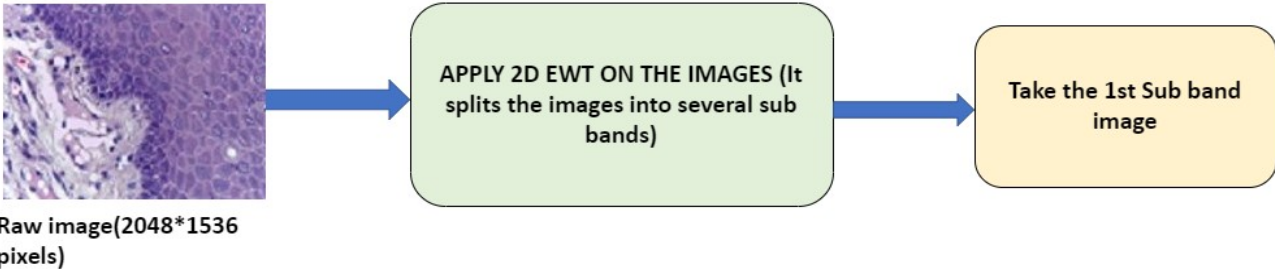 APPLY 2D EWT ON THE IMAGES (It
splits the images into several sub
bands)
Take the 1st Sub band
image
Raw image(2048*1536
pixels)